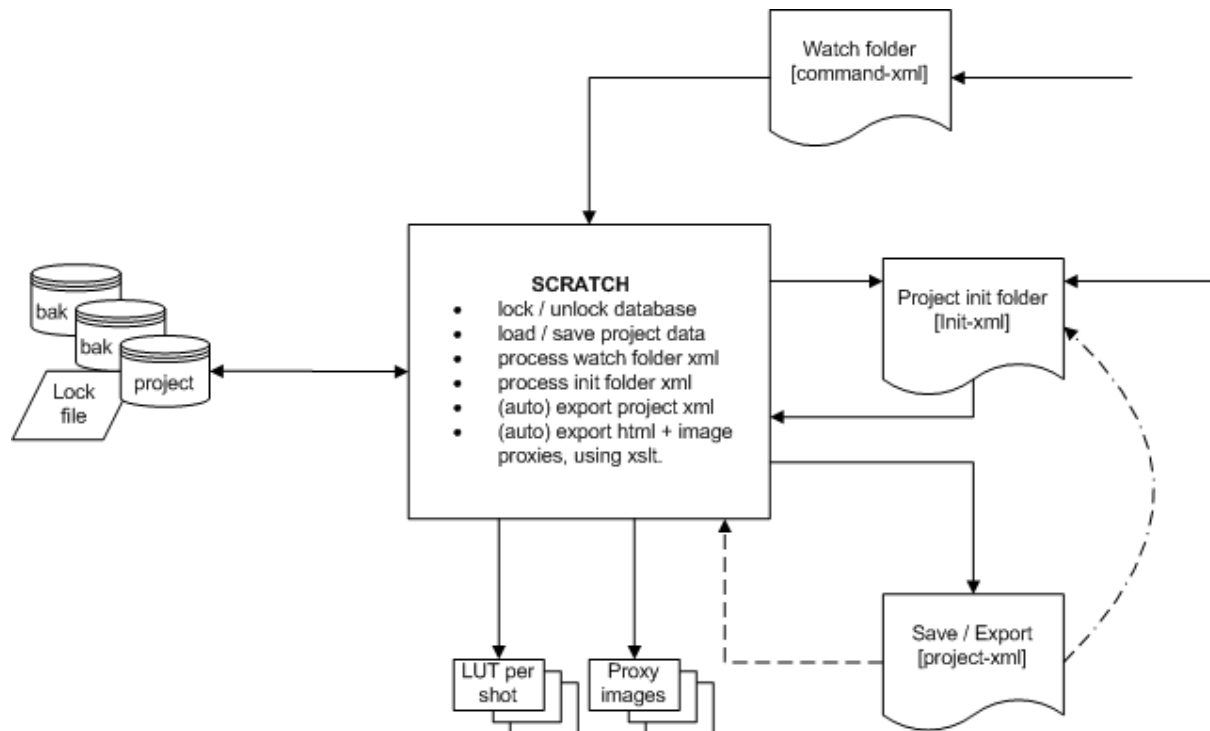 Watch folder
[command-xml]
SCRATCH
• lock / unlock database
• load / save project data
• process watch folder xml
• process init folder xml
• (auto) export project xml
• (auto) export html + image
proxies, using xslt.
bak
bak
project
Lock
file
Project init folder
[Init-xml]
Save / Export
[project-xml]
LUT per
shot
Proxy
images